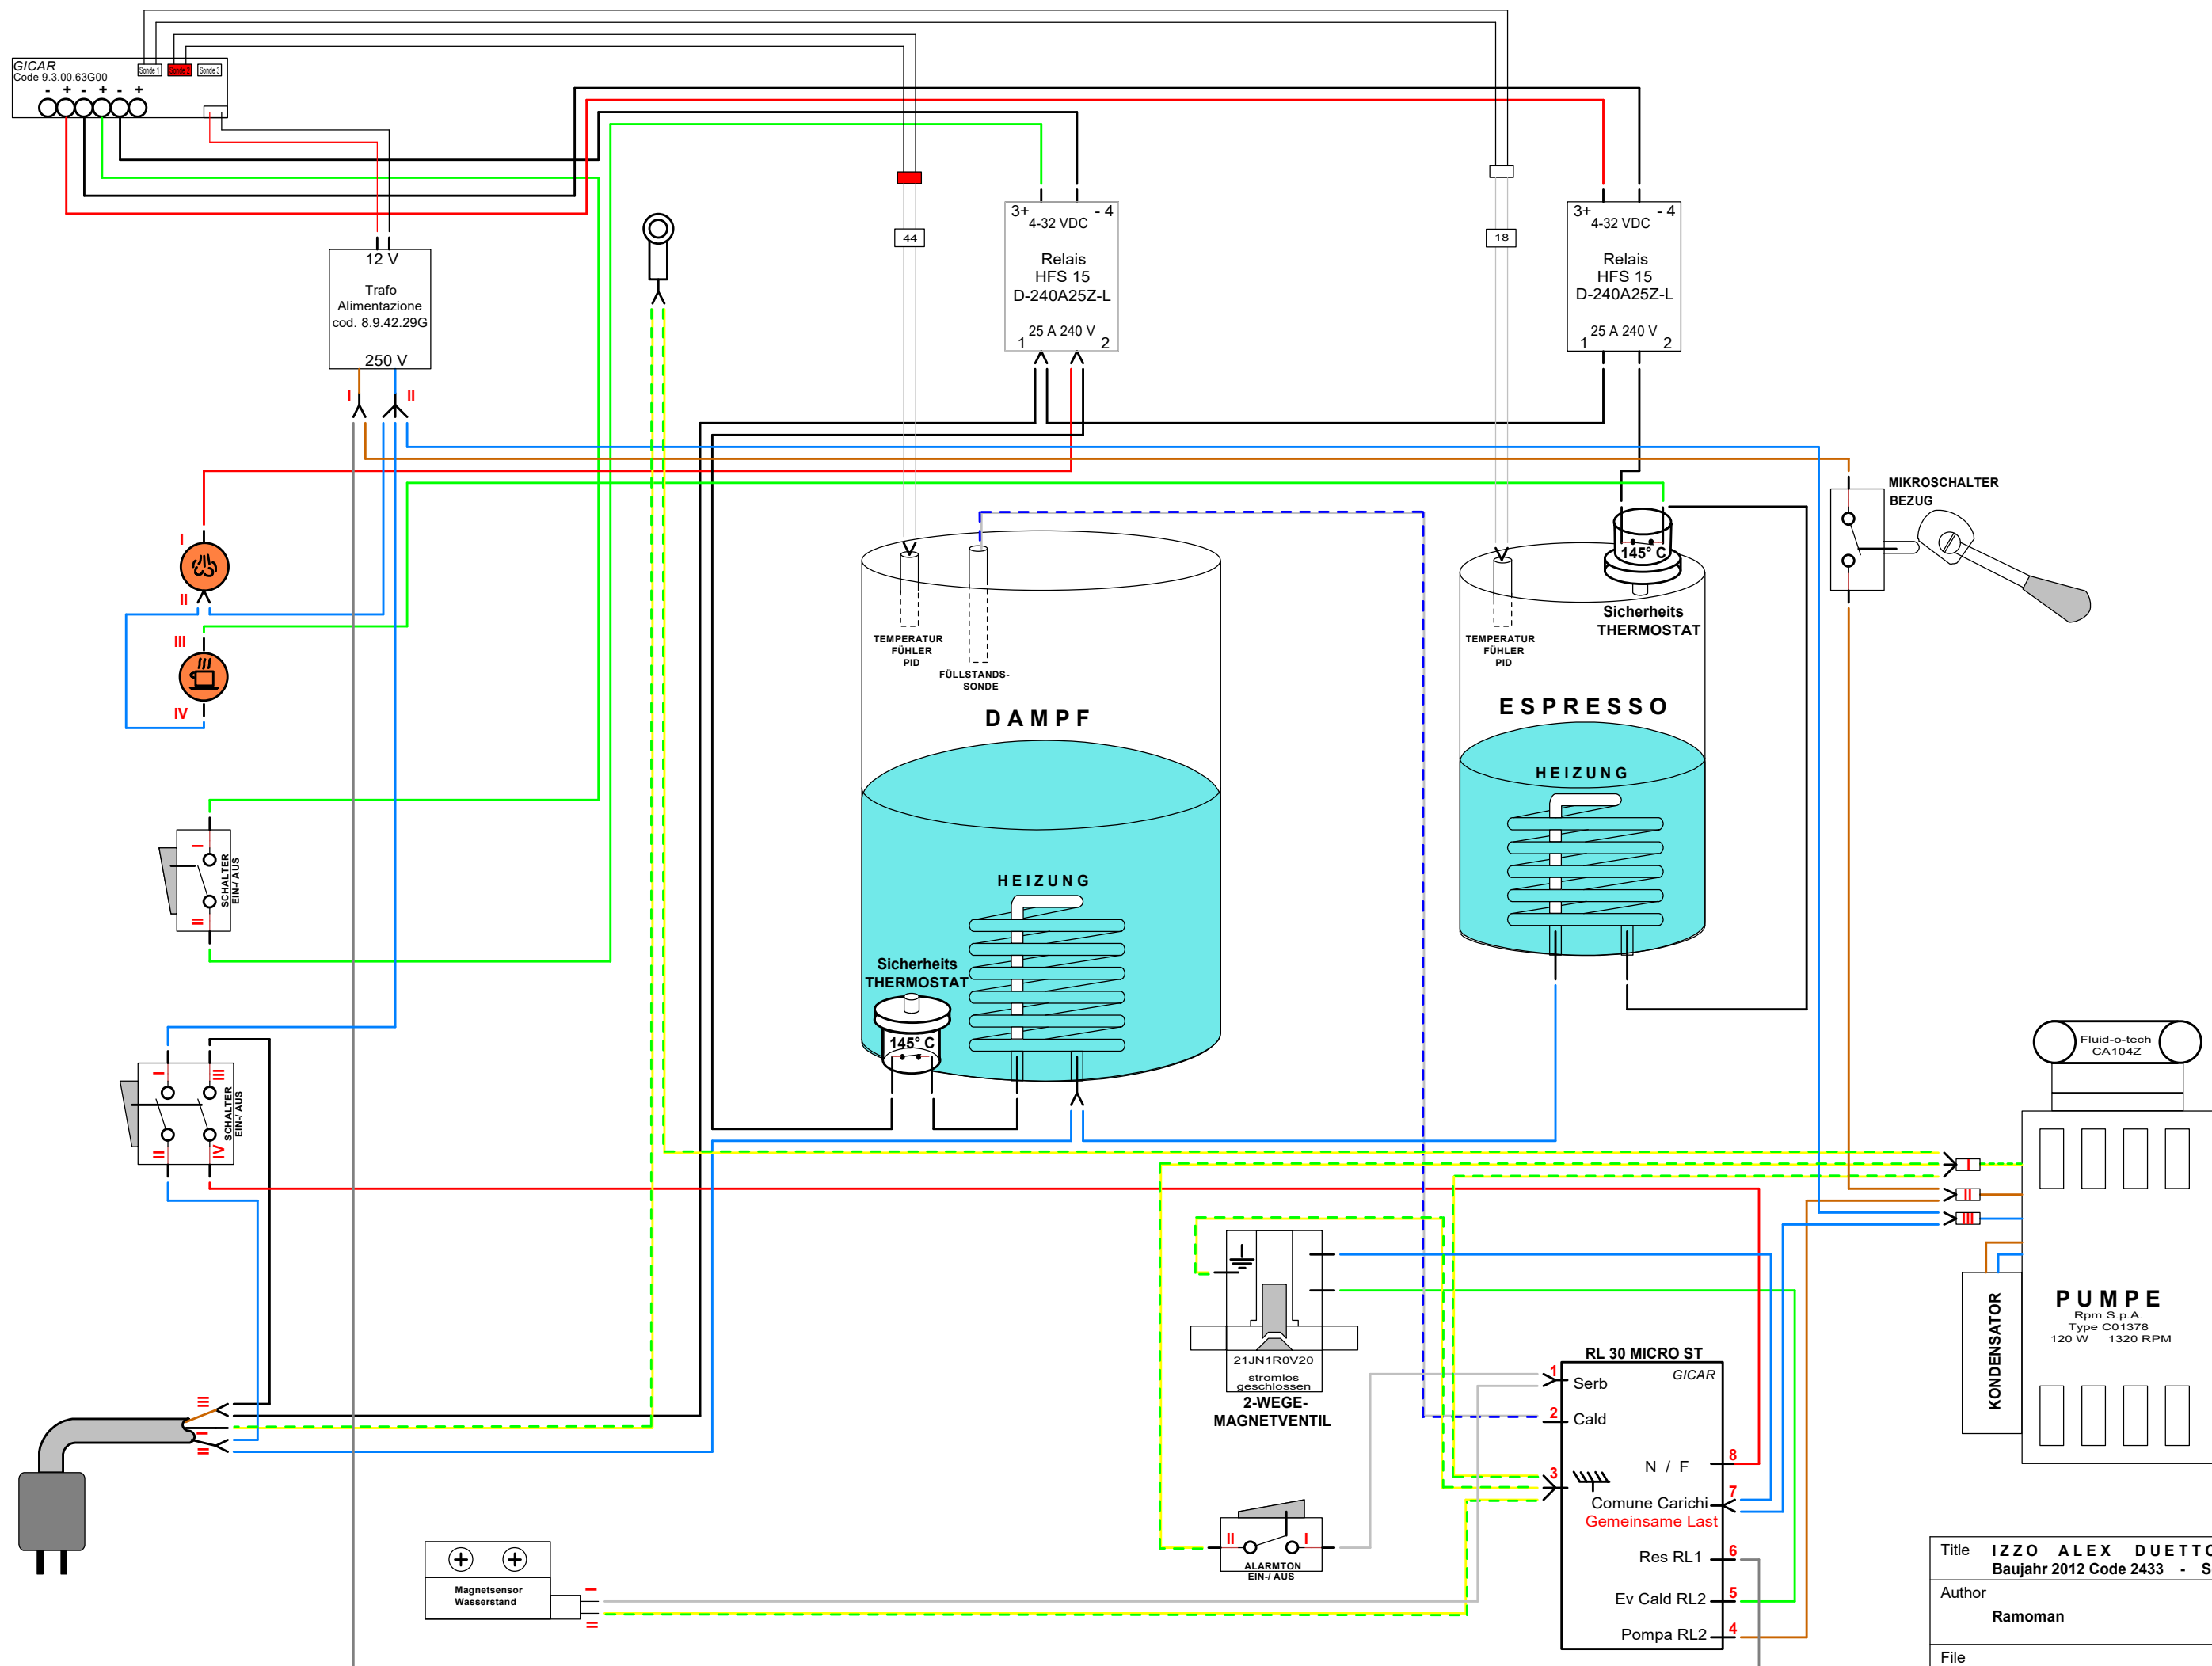 GICAR
Code 9.3.00.63G00
Sonde 1
Sonde 2
Sonde 3
- + - + - +
12 V
Trafo
Alimentazione
cod. 8.9.42.29G
250 V
I
II
44
3+ - 4
4-32 VDC
Relais
HFS 15
D-240A25Z-L
25 A 240 V
1 2
18
3+ - 4
4-32 VDC
Relais
HFS 15
D-240A25Z-L
25 A 240 V
1 2
MIKROSCHALTER
BEZUG
I
II
III
IV
TEMPERATUR
FÜHLER
PID
FÜLLSTANDS-
SONDE
DAMPF
HEIZUNG
Sicherheits
THERMOSTAT
145° C
145° C
Sicherheits
THERMOSTAT
TEMPERATUR
FÜHLER
PID
ESPRESSO
HEIZUNG
I
II
SCHALTER
EIN-/ AUS
I
III
II
IV
SCHALTER
EIN-/ AUS
III
I
II
Fluid-o-tech
CA104Z
I
II
III
PUMPE
Rpm S.p.A.
Type C01378
120 W 1320 RPM
KONDENSATOR
21JN1R0V20
stromlos
geschlossen
2-WEGE-
MAGNETVENTIL
RL 30 MICRO ST
GICAR
1 Serb
2 Cald
3
N / F 8
Comune Carichi 7
Gemeinsame Last
Res RL1 6
Ev Cald RL2 5
Pompa RL2 4
II I
ALARMTON
EIN-/ AUS
Magnetsensor
Wasserstand
I
II
Title IZZO ALEX DUETTO
Baujahr 2012 Code 2433 - S
Author
Ramoman
File